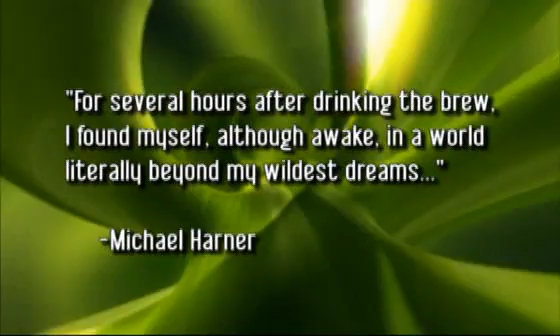 "For several hours after drinking the brew,
I found myself, although awake, in a world
literally beyond my wildest dreams..."
-Michael Harner